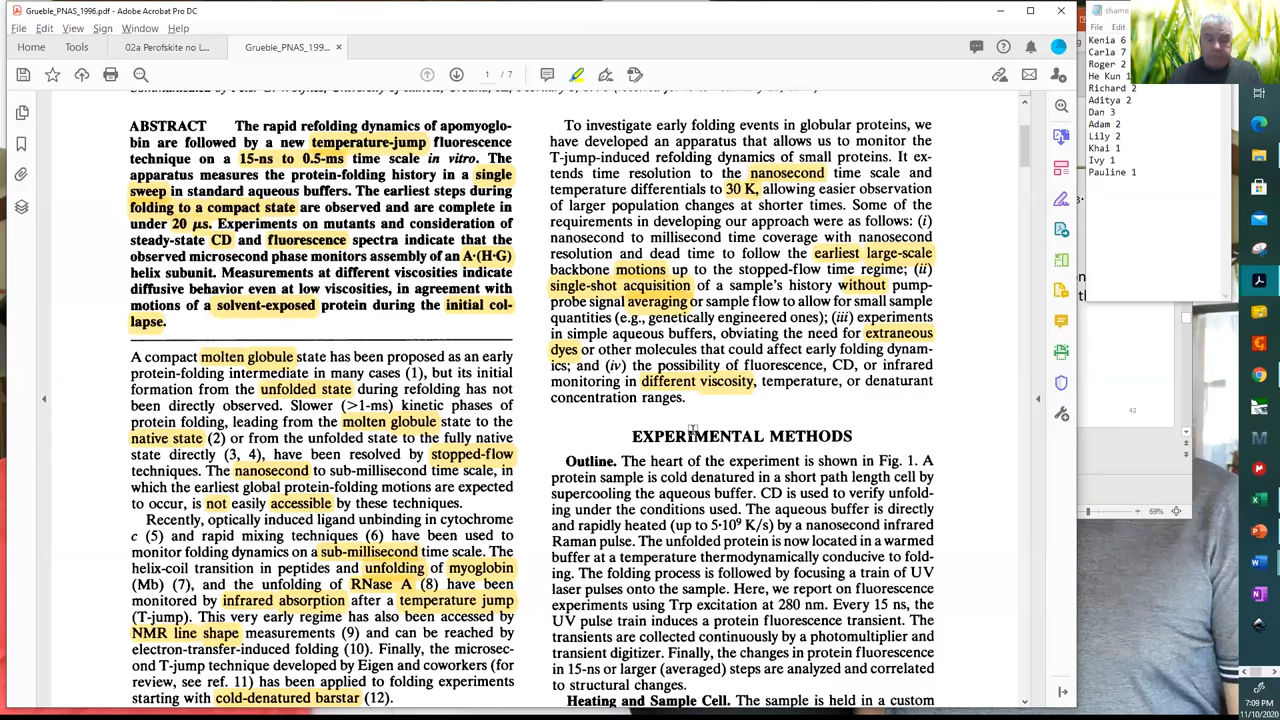 Grueble_PNAS_1996.pdf - Adobe Acrobat Pro DC
File Edit View Sign Window Help
Home Tools 02a Perofskite no L... Grueble_PNAS_199... ×
1 / 7
ABSTRACT The rapid refolding dynamics of apomyoglo-
bin are followed by a new temperature-jump fluorescence
technique on a 15-ns to 0.5-ms time scale in vitro. The
apparatus measures the protein-folding history in a single
sweep in standard aqueous buffers. The earliest steps during
folding to a compact state are observed and are complete in
under 20 μs. Experiments on mutants and consideration of
steady-state CD and fluorescence spectra indicate that the
observed microsecond phase monitors assembly of an A·(H·G)
helix subunit. Measurements at different viscosities indicate
diffusive behavior even at low viscosities, in agreement with
motions of a solvent-exposed protein during the initial col-
lapse.
A compact molten globule state has been proposed as an early
protein-folding intermediate in many cases (1), but its initial
formation from the unfolded state during refolding has not
been directly observed. Slower (>1-ms) kinetic phases of
protein folding, leading from the molten globule state to the
native state (2) or from the unfolded state to the fully native
state directly (3, 4), have been resolved by stopped-flow
techniques. The nanosecond to sub-millisecond time scale, in
which the earliest global protein-folding motions are expected
to occur, is not easily accessible by these techniques.
Recently, optically induced ligand unbinding in cytochrome
c (5) and rapid mixing techniques (6) have been used to
monitor folding dynamics on a sub-millisecond time scale. The
helix-coil transition in peptides and unfolding of myoglobin
(Mb) (7), and the unfolding of RNase A (8) have been
monitored by infrared absorption after a temperature jump
(T-jump). This very early regime has also been accessed by
NMR line shape measurements (9) and can be reached by
electron-transfer-induced folding (10). Finally, the microsec-
ond T-jump technique developed by Eigen and coworkers (for
review, see ref. 11) has been applied to folding experiments
starting with cold-denatured barstar (12).
To investigate early folding events in globular proteins, we
have developed an apparatus that allows us to monitor the
T-jump-induced refolding dynamics of small proteins. It ex-
tends time resolution to the nanosecond time scale and
temperature differentials to 30 K, allowing easier observation
of larger population changes at shorter times. Some of the
requirements in developing our approach were as follows: (i)
nanosecond to millisecond time coverage with nanosecond
resolution and dead time to follow the earliest large-scale
backbone motions up to the stopped-flow time regime; (ii)
single-shot acquisition of a sample's history without pump-
probe signal averaging or sample flow to allow for small sample
quantities (e.g., genetically engineered ones); (iii) experiments
in simple aqueous buffers, obviating the need for extraneous
dyes or other molecules that could affect early folding dynam-
ics; and (iv) the possibility of fluorescence, CD, or infrared
monitoring in different viscosity, temperature, or denaturant
concentration ranges.
EXPERIMENTAL METHODS
Outline. The heart of the experiment is shown in Fig. 1. A
protein sample is cold denatured in a short path length cell by
supercooling the aqueous buffer. CD is used to verify unfold-
ing under the conditions used. The aqueous buffer is directly
and rapidly heated (up to 5·10⁹ K/s) by a nanosecond infrared
Raman pulse. The unfolded protein is now located in a warmed
buffer at a temperature thermodynamically conducive to fold-
ing. The folding process is followed by focusing a train of UV
laser pulses onto the sample. Here, we report on fluorescence
experiments using Trp excitation at 280 nm. Every 15 ns, the
UV pulse train induces a protein fluorescence transient. The
transients are collected continuously by a photomultiplier and
transient digitizer. Finally, the changes in protein fluorescence
in 15-ns or larger (averaged) steps are analyzed and correlated
to structural changes.
Heating and Sample Cell. The sample is held in a custom
share
File Edit
Kenia 6
Carla 7
Roger 2
He Kun 1
Richard 2
Aditya 2
Dan 3
Adam 2
Lily 2
Khai 1
Ivy 1
Pauline 1
42
69%
7:09 PM
11/10/2020